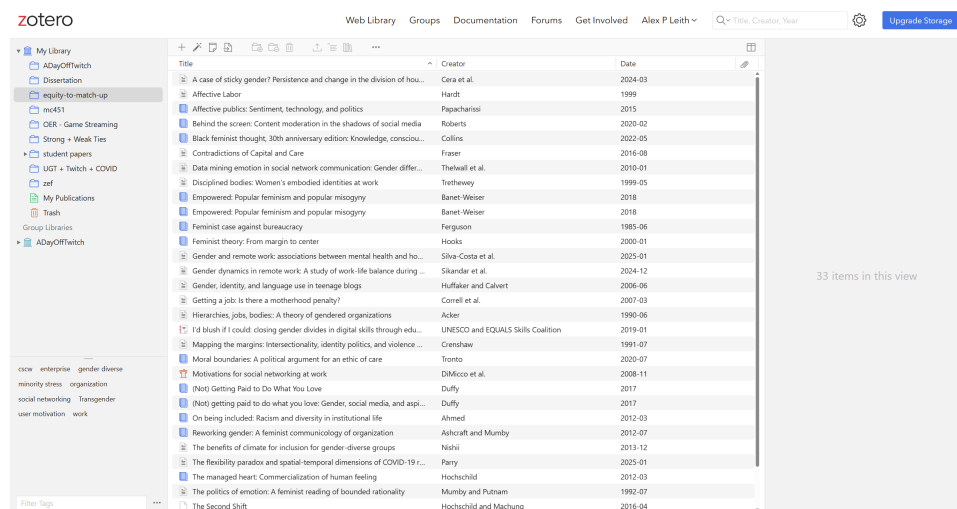 zotero
Web Library Groups Documentation Forums Get Involved Alex P Leith Title, Creator, Year Upgrade Storage
My Library
ADayOffTwitch
Dissertation
equity-to-match-up
mc451
OER - Game Streaming
Strong + Weak Ties
student papers
UGT + Twitch + COVID
zef
My Publications
Trash
Group Libraries
ADayOffTwitch
cscw enterprise gender diverse
minority stress organization
social networking Transgender
user motivation work
Filter Tags
Title Creator Date
A case of sticky gender? Persistence and change in the division of hou... Cera et al. 2024-03
Affective Labor Hardt 1999
Affective publics: Sentiment, technology, and politics Papacharissi 2015
Behind the screen: Content moderation in the shadows of social media Roberts 2020-02
Black feminist thought, 30th anniversary edition: Knowledge, consciou... Collins 2022-05
Contradictions of Capital and Care Fraser 2016-08
Data mining emotion in social network communication: Gender differ... Thelwall et al. 2010-01
Disciplined bodies: Women's embodied identities at work Trethewey 1999-05
Empowered: Popular feminism and popular misogyny Banet-Weiser 2018
Empowered: Popular feminism and popular misogyny Banet-Weiser 2018
Feminist case against bureaucracy Ferguson 1985-06
Feminist theory: From margin to center Hooks 2000-01
Gender and remote work: associations between mental health and ho... Silva-Costa et al. 2025-01
Gender dynamics in remote work: A study of work-life balance during ... Sikandar et al. 2024-12
Gender, identity, and language use in teenage blogs Huffaker and Calvert 2006-06
Getting a job: Is there a motherhood penalty? Correll et al. 2007-03
Hierarchies, jobs, bodies:: A theory of gendered organizations Acker 1990-06
I'd blush if I could: closing gender divides in digital skills through edu... UNESCO and EQUALS Skills Coalition 2019-01
Mapping the margins: Intersectionality, identity politics, and violence ... Crenshaw 1991-07
Moral boundaries: A political argument for an ethic of care Tronto 2020-07
Motivations for social networking at work DiMicco et al. 2008-11
(Not) Getting Paid to Do What You Love Duffy 2017
(Not) getting paid to do what you love: Gender, social media, and aspi... Duffy 2017
On being included: Racism and diversity in institutional life Ahmed 2012-03
Reworking gender: A feminist communicology of organization Ashcraft and Mumby 2012-07
The benefits of climate for inclusion for gender-diverse groups Nishii 2013-12
The flexibility paradox and spatial-temporal dimensions of COVID-19 r... Parry 2025-01
The managed heart: Commercialization of human feeling Hochschild 2012-03
The politics of emotion: A feminist reading of bounded rationality Mumby and Putnam 1992-07
The Second Shift Hochschild and Machung 2016-04
33 items in this view